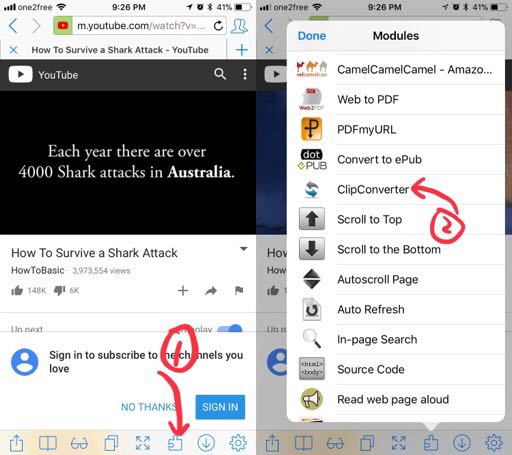 one2free 9:26 PM 41%
m.youtube.com/watch?v=...
How To Survive a Shark Attack - YouTube
YouTube
Each year there are over
4000 Shark attacks in Australia.
How To Survive a Shark Attack
HowToBasic · 3,973,554 views
148K 6K
Up next
Sign in to subscribe to the channels you
love
NO THANKS SIGN IN
1
one2free 9:26 PM 41%
Done Modules
CamelCamelCamel - Amazo...
Web to PDF
PDFmyURL
Convert to ePub
ClipConverter
2
Scroll to Top
Scroll to the Bottom
Autoscroll Page
Auto Refresh
In-page Search
Source Code
Read web page aloud